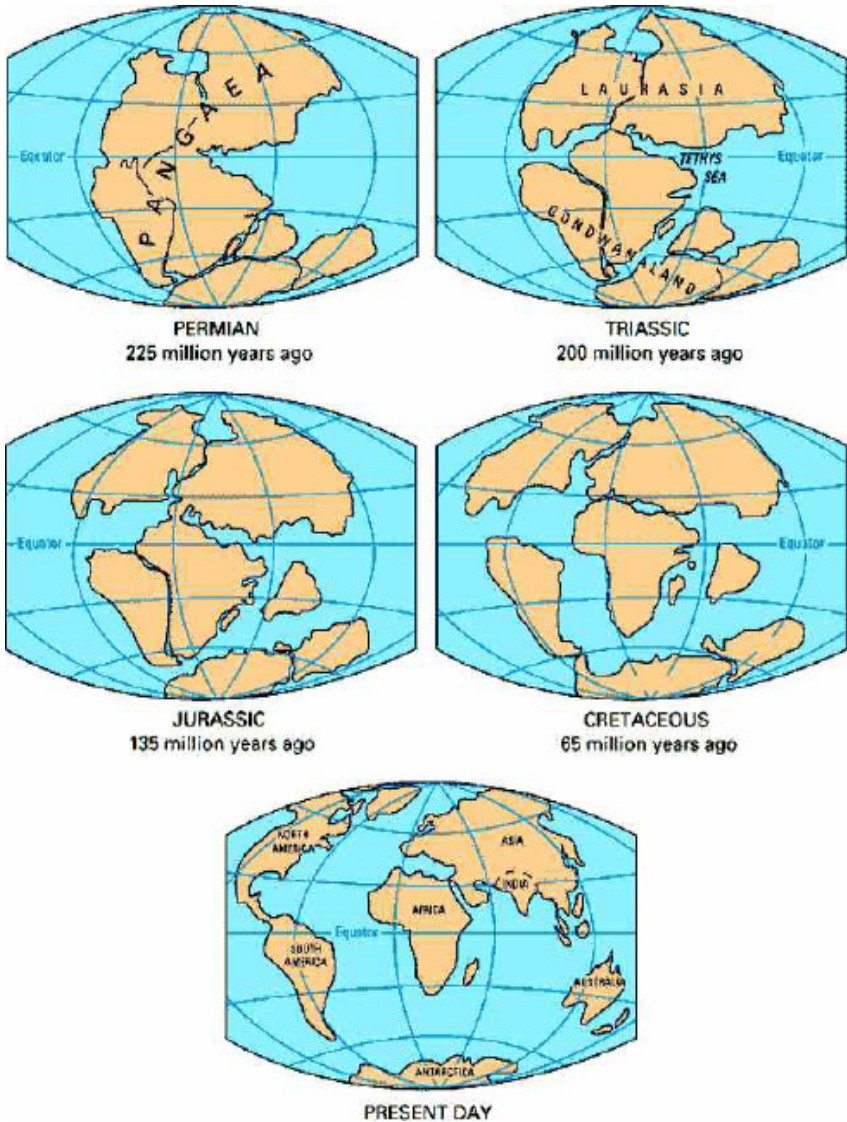 PANGAEA
Equator
PERMIAN
225 million years ago
LAURASIA
TETHYS
SEA
Equator
GONDWANALAND
TRIASSIC
200 million years ago
Equator
JURASSIC
135 million years ago
Equator
CRETACEOUS
65 million years ago
NORTH
AMERICA
ASIA
INDIA
AFRICA
Equator
SOUTH
AMERICA
AUSTRALIA
ANTARCTICA
PRESENT DAY